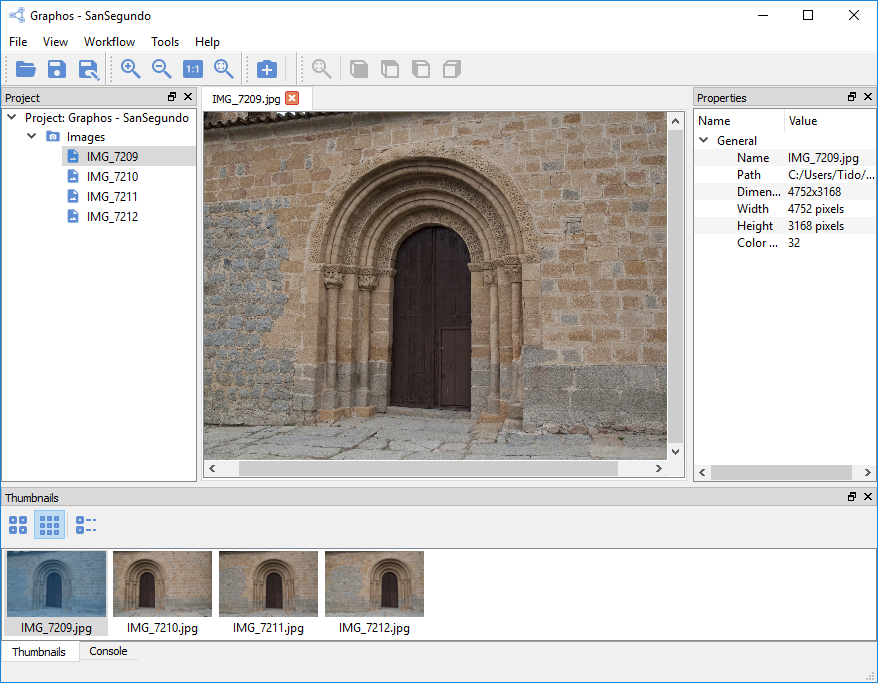 Graphos - SanSegundo
File View Workflow Tools Help
1:1
Project
Project: Graphos - SanSegundo
Images
IMG_7209
IMG_7210
IMG_7211
IMG_7212
IMG_7209.jpg
Properties
Name Value
General
Name IMG_7209.jpg
Path C:/Users/Tido/...
Dimen... 4752x3168
Width 4752 pixels
Height 3168 pixels
Color ... 32
Thumbnails
IMG_7209.jpg IMG_7210.jpg IMG_7211.jpg IMG_7212.jpg
Thumbnails Console